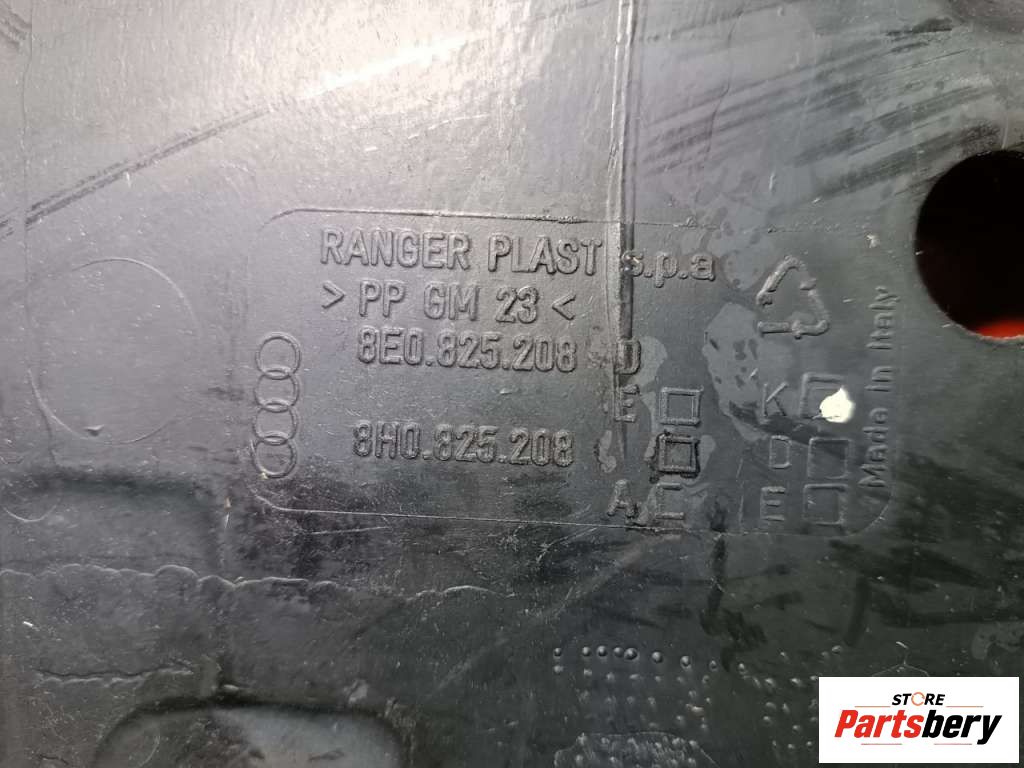 RANGER PLAST s.p.a
> PP GM 23 <
8E0.825.208 D
E K
8H0.825.208
D
A C E
Made in Italy
STORE
Partsbery